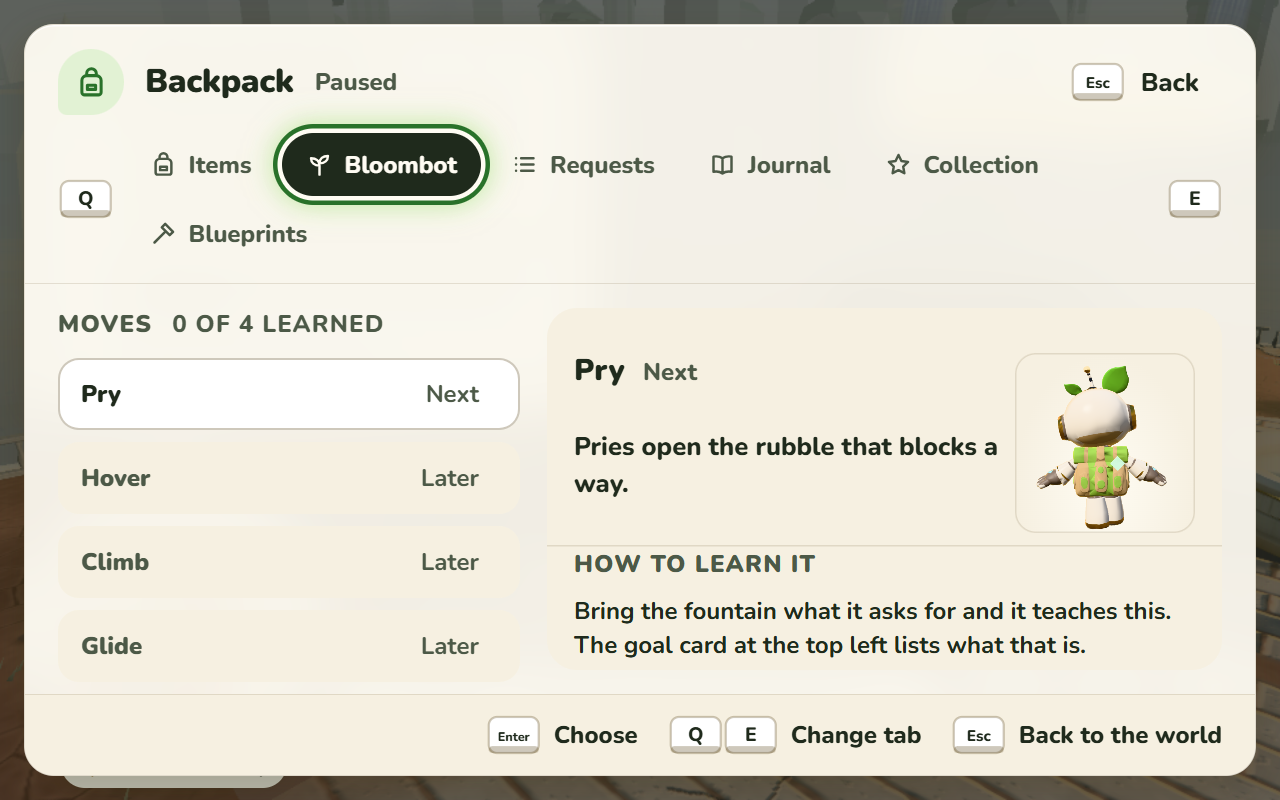 Backpack Paused
Esc Back
Items Bloombot Requests Journal Collection
Q E
Blueprints
MOVES 0 OF 4 LEARNED
Pry Next
Hover Later
Climb Later
Glide Later
Pry Next
Pries open the rubble that blocks a
way.
HOW TO LEARN IT
Bring the fountain what it asks for and it teaches this.
The goal card at the top left lists what that is.
Enter Choose Q E Change tab Esc Back to the world